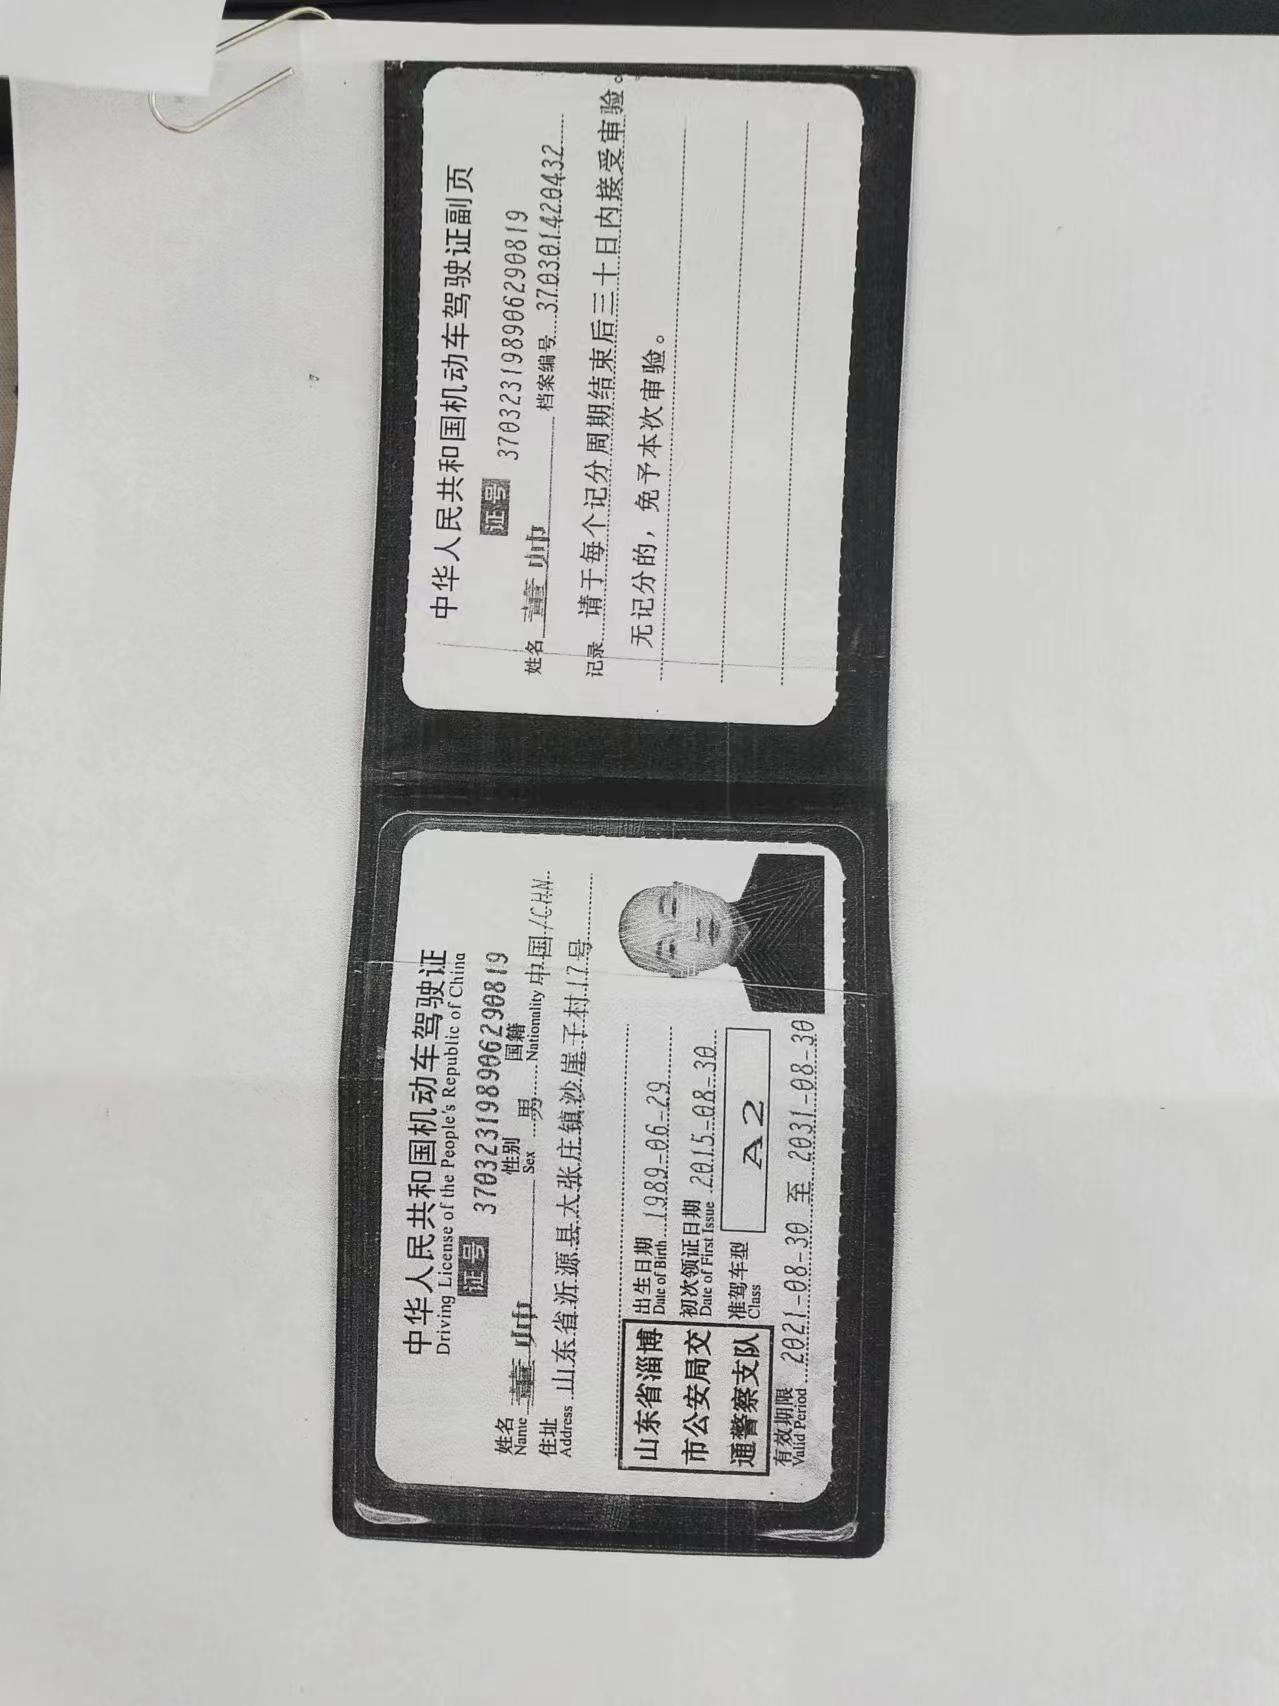 中华人民共和国机动车驾驶证
Driving License of the People's Republic of China
证号 370323198906290819
姓名 董帅 性别 男 国籍 中国/CHN
Name Sex Nationality
住址 山东省沂源县大张庄镇沙崖子村17号
Address
山东省淄博
市公安局交
通警察支队
出生日期 1989-06-29
Date of Birth
初次领证日期 2015-08-30
Date of First Issue
准驾车型 A2
Class
有效期限 2021-08-30 至 2031-08-30
Valid Period
中华人民共和国机动车驾驶证副页
证号 370323198906290819
姓名 董帅 档案编号 370301420432
记录 请于每个记分周期结束后三十日内接受审验。
无记分的，免予本次审验。